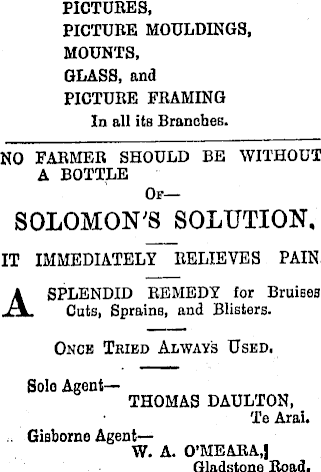 PICTURES,
PICTURE MOULDINGS,
MOUNTS,
GLASS, and
PICTURE FRAMING
In all its Branches.
NO FARMER SHOULD BE WITHOUT
A BOTTLE
OF—
SOLOMON'S SOLUTION.
IT IMMEDIATELY RELIEVES PAIN
A SPLENDID REMEDY for Bruises
Cuts, Sprains, and Blisters.
ONCE TRIED ALWAYS USED.
Sole Agent—
THOMAS DAULTON,
Te Arai.
Gisborne Agent—
W. A. O'MEARA,]
Gladstone Road.